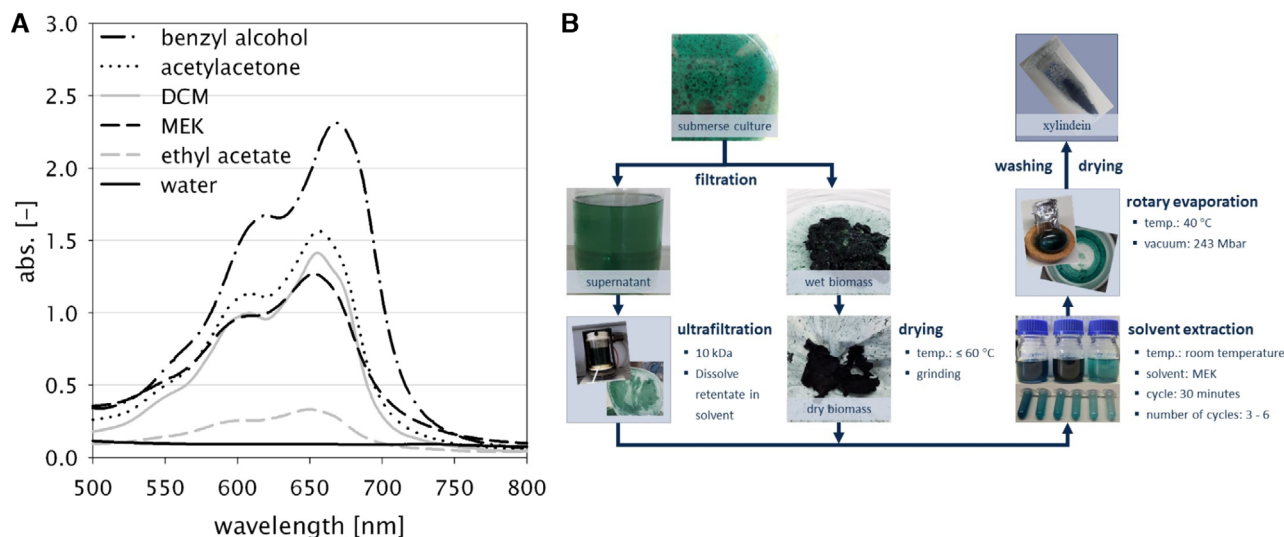 A
3.0
2.5
2.0
1.5
1.0
0.5
0.0
abs. [-]
benzyl alcohol
acetylacetone
DCM
MEK
ethyl acetate
water
500
550
600
650
700
750
800
wavelength [nm]
B
submerse culture
filtration
supernatant
wet biomass
ultrafiltration
▪ 10 kDa
▪ Dissolve
retentate in
solvent
drying
▪ temp.: ≤ 60 °C
▪ grinding
dry biomass
xylindein
washing
drying
rotary evaporation
▪ temp.: 40 °C
▪ vacuum: 243 Mbar
solvent extraction
▪ temp.: room temperature
▪ solvent: MEK
▪ cycle: 30 minutes
▪ number of cycles: 3 - 6